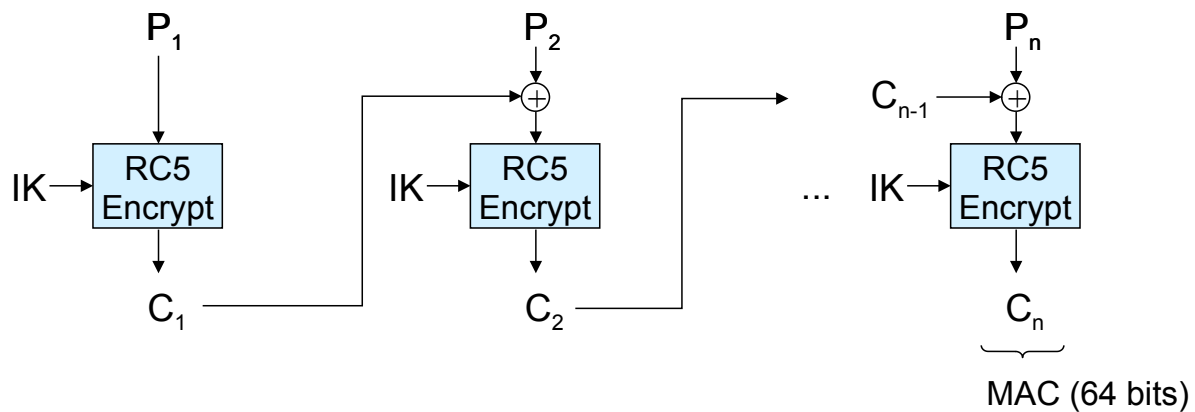 P1 P2 Pn
Cn-1
IK RC5 Encrypt IK RC5 Encrypt ... IK RC5 Encrypt
C1 C2 Cn
MAC (64 bits)